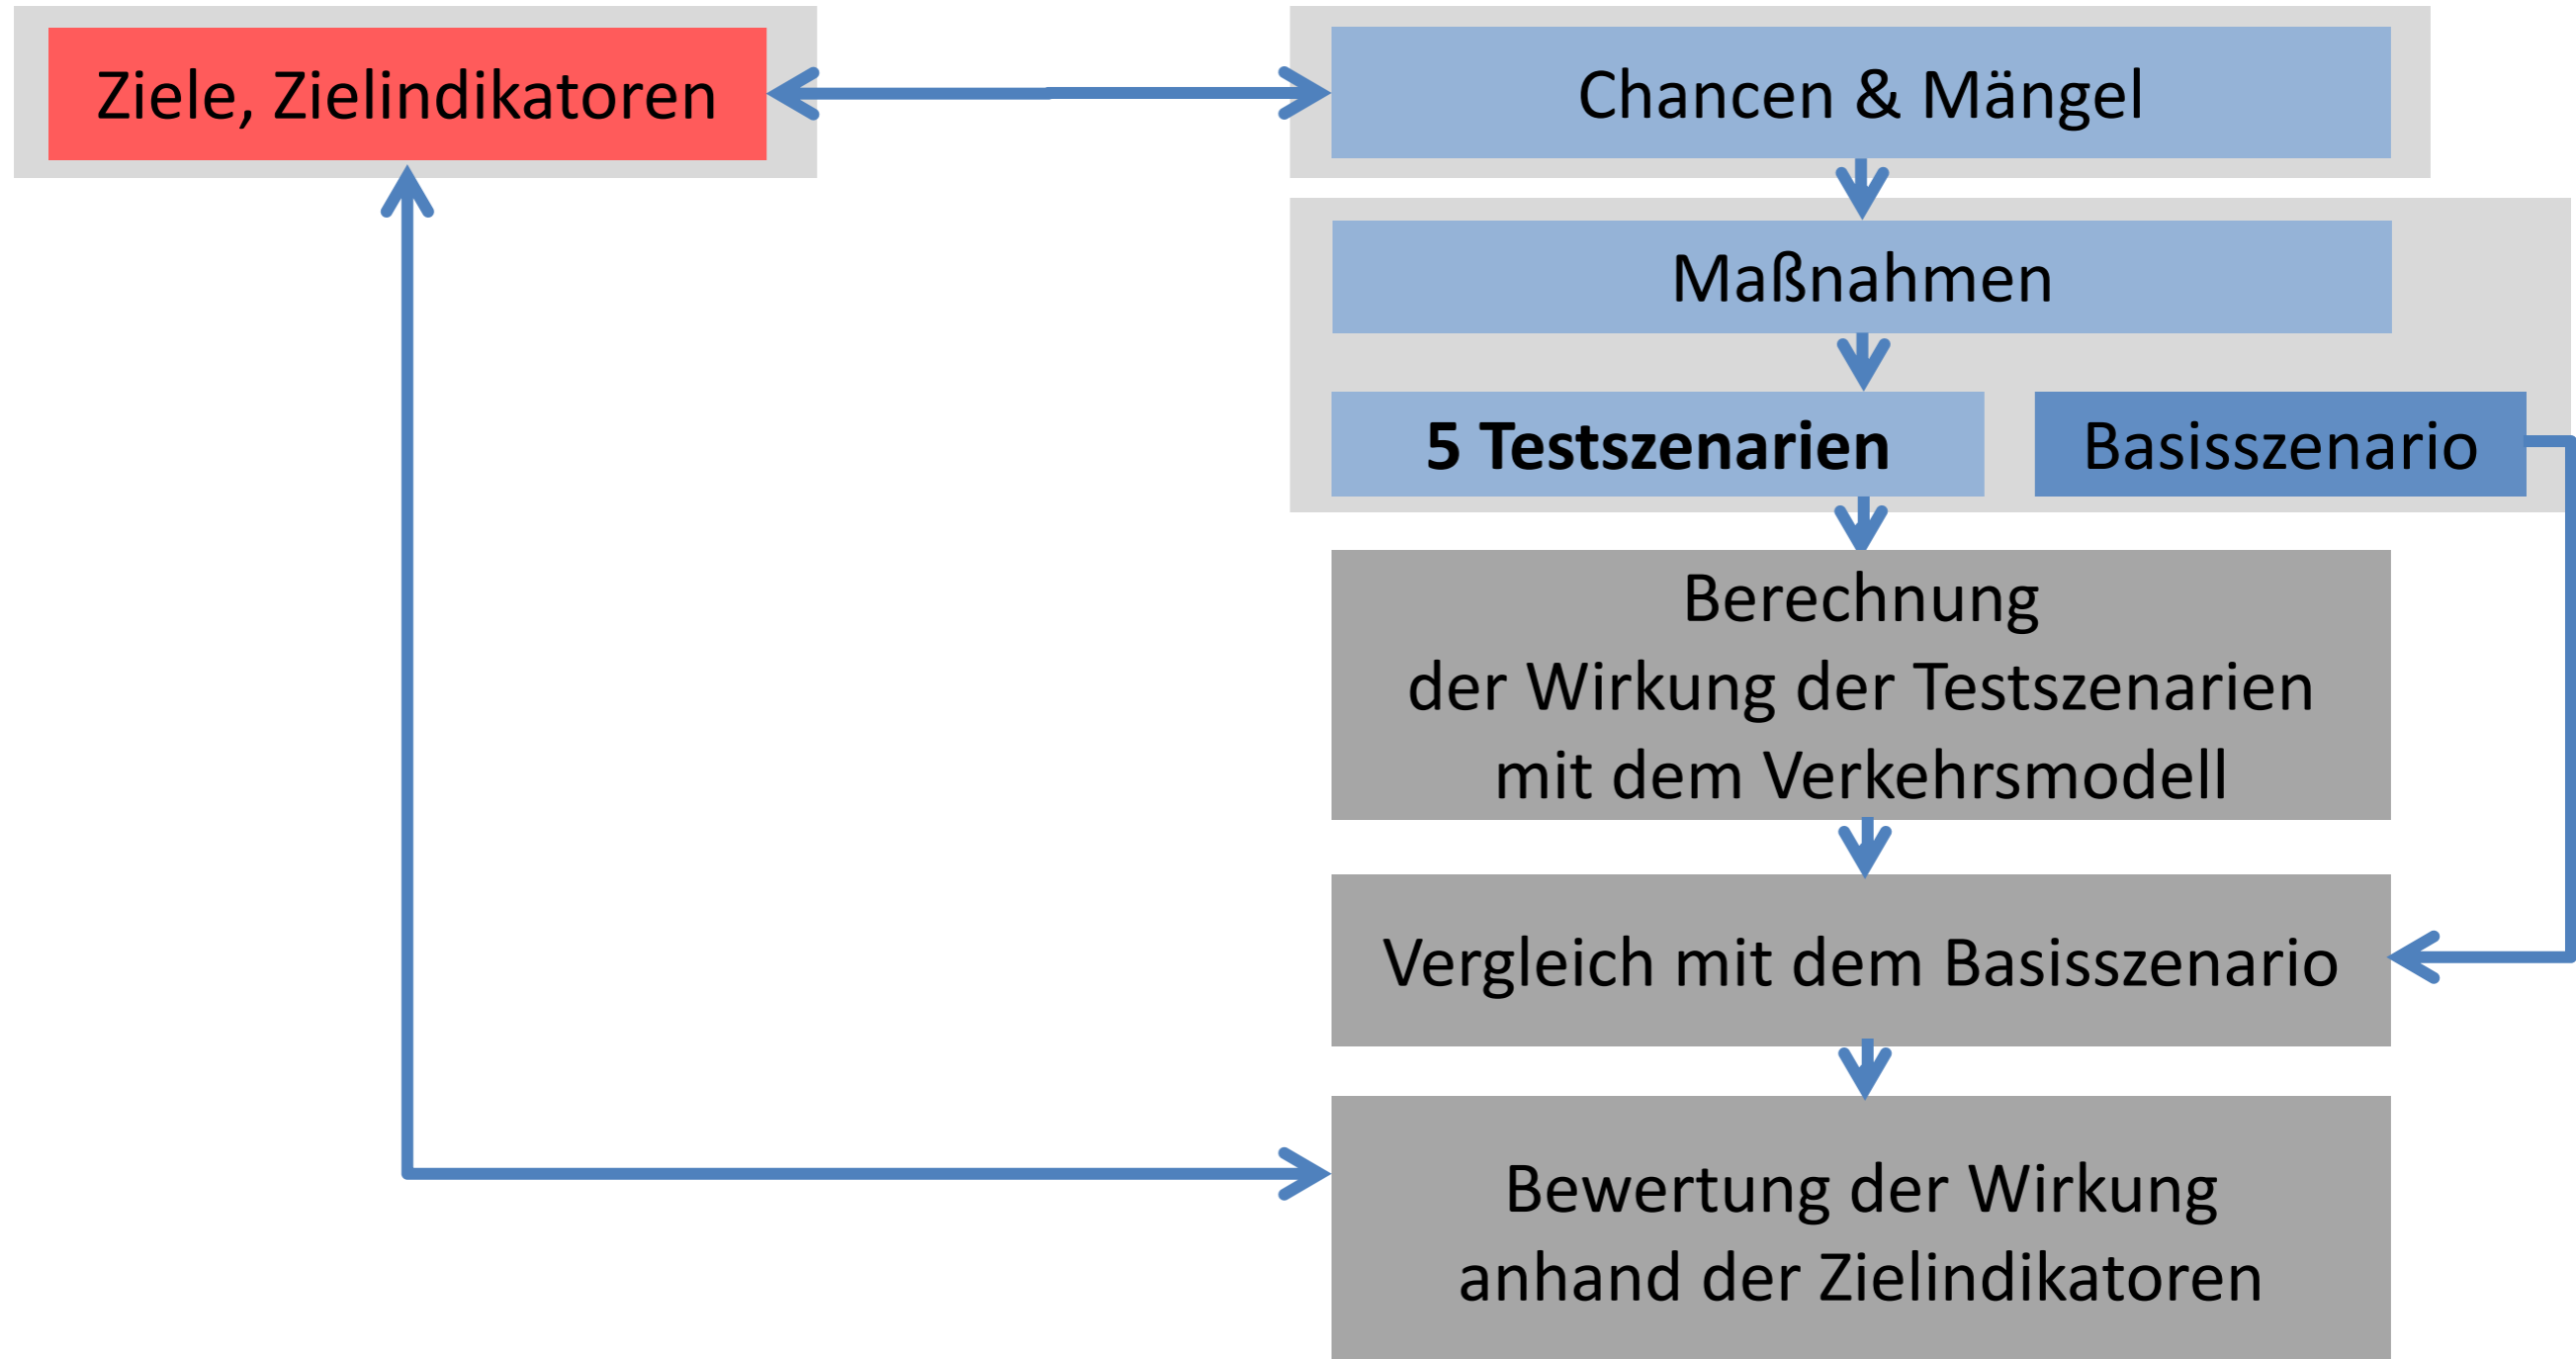 Ziele, Zielindikatoren
Chancen & Mängel
Maßnahmen
5 Testszenarien
Basisszenario
Berechnung
der Wirkung der Testszenarien
mit dem Verkehrsmodell
Vergleich mit dem Basisszenario
Bewertung der Wirkung
anhand der Zielindikatoren